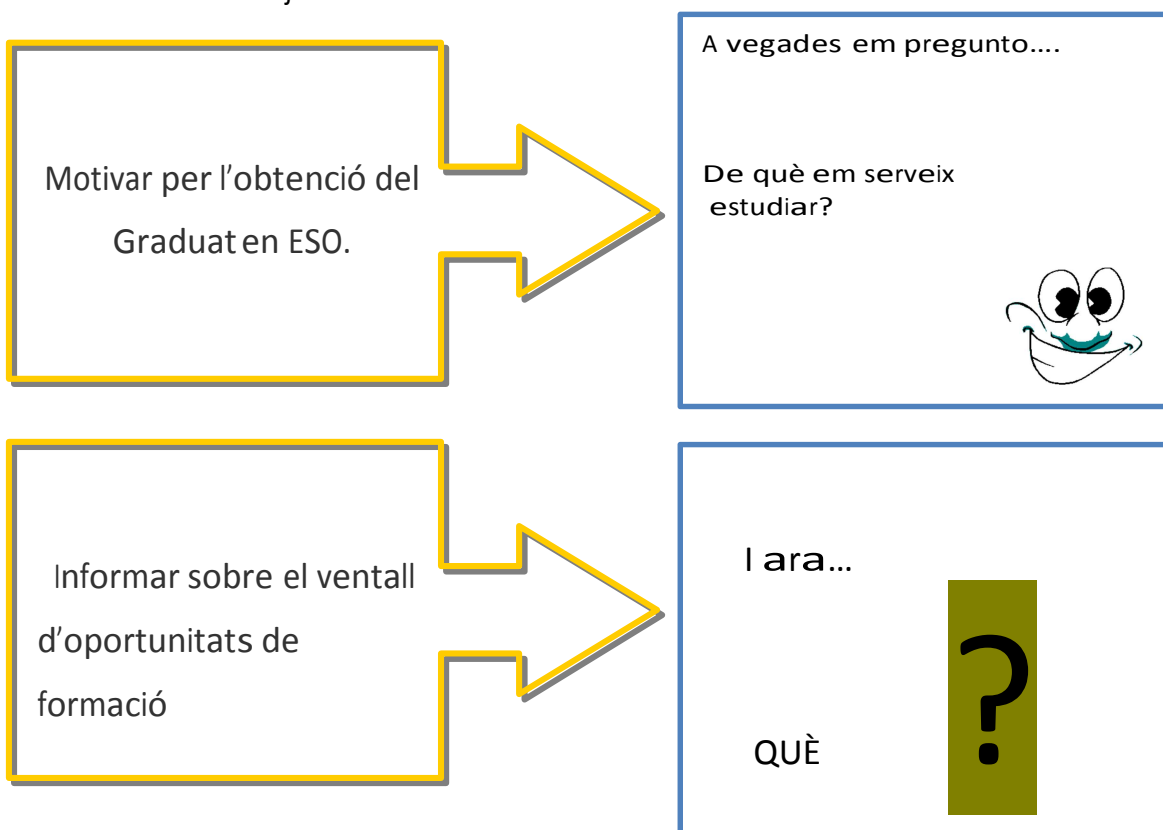 Motivar per l'obtenció del
Graduat en ESO.
A vegades em pregunto....
De què em serveix
estudiar?
Informar sobre el ventall
d'oportunitats de
formació
I ara...
QUÈ
?